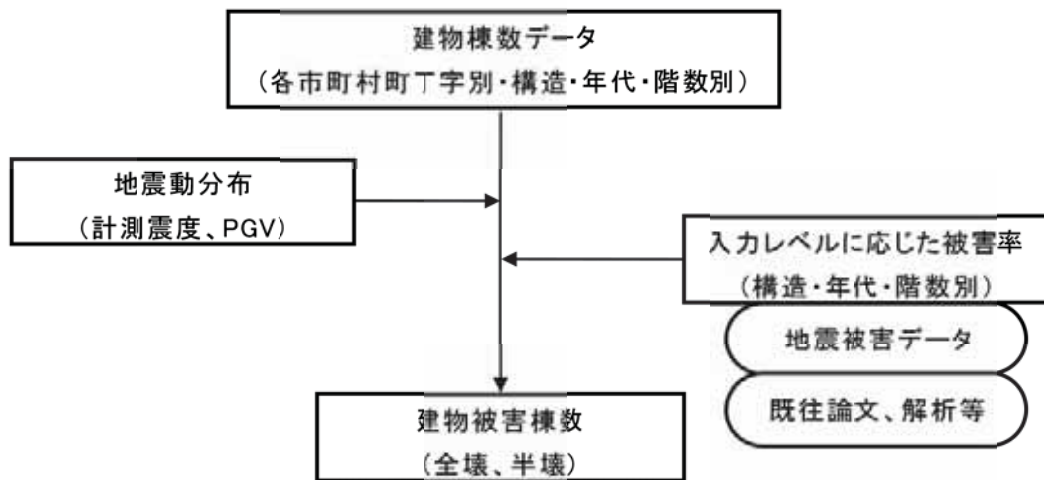 建物棟数データ
（各市町村町丁字別・構造・年代・階数別）
地震動分布
（計測震度、PGV）
入力レベルに応じた被害率
（構造・年代・階数別）
地震被害データ
既往論文、解析等
建物被害棟数
（全壊、半壊）